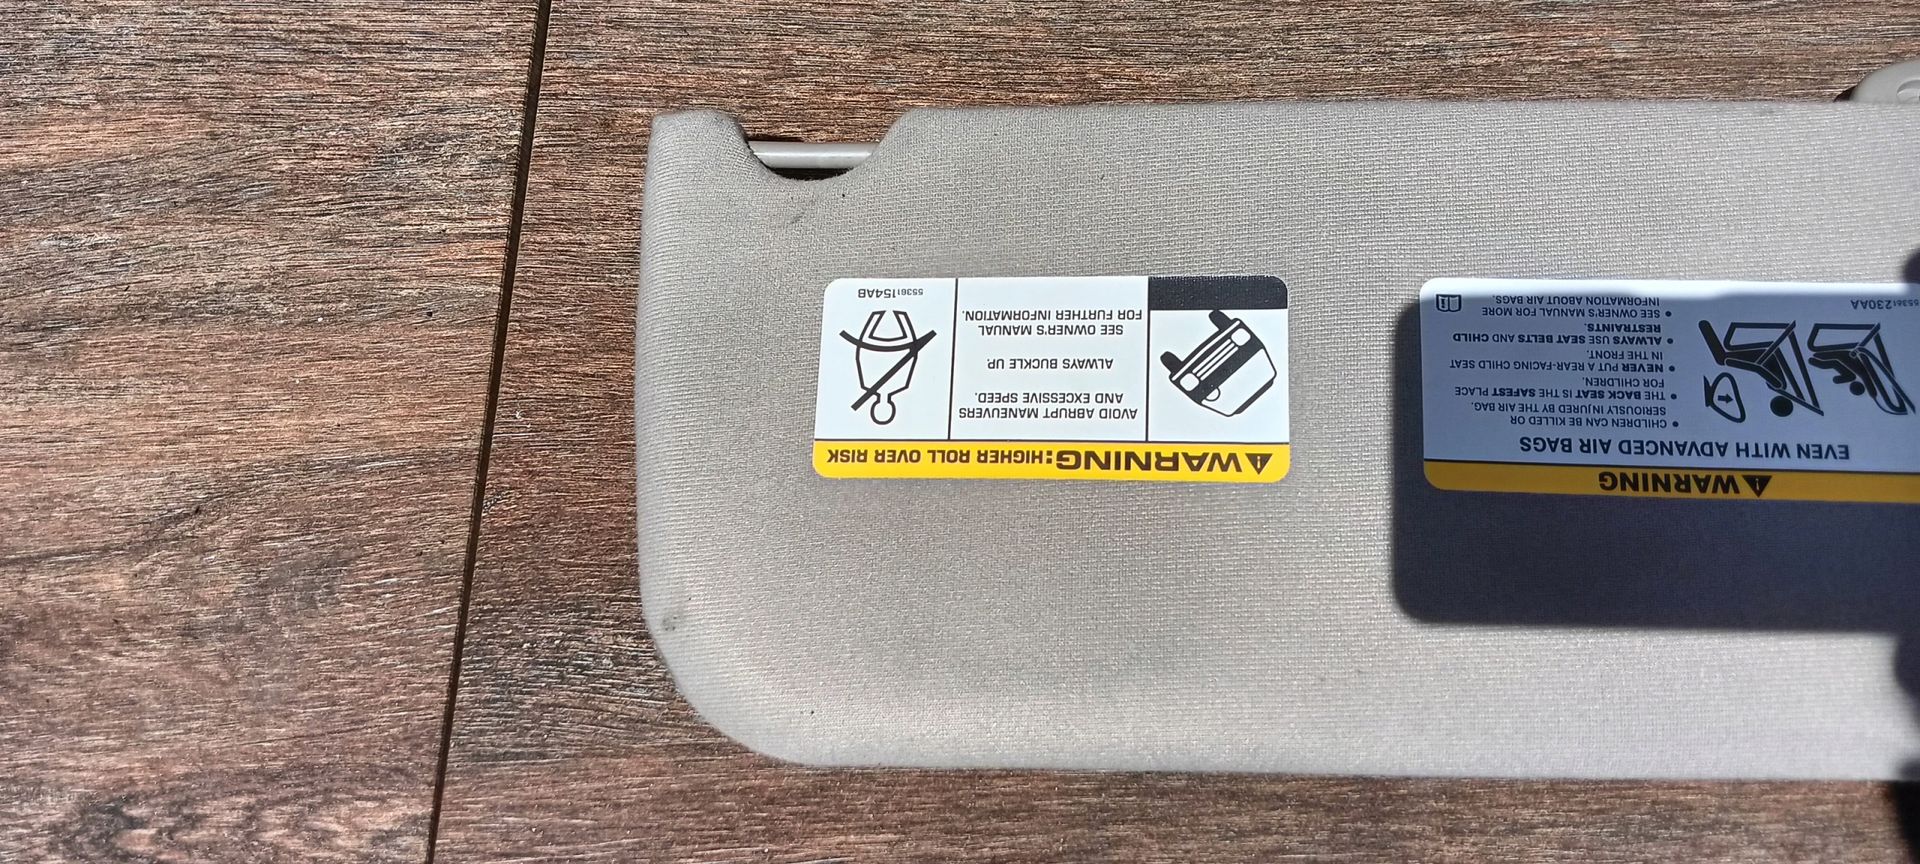 WARNING: HIGHER ROLL OVER RISK
AVOID ABRUPT MANEUVERS
AND EXCESSIVE SPEED.
ALWAYS BUCKLE UP.
SEE OWNER'S MANUAL
FOR FURTHER INFORMATION.
55361154AB
WARNING
EVEN WITH ADVANCED AIR BAGS
• CHILDREN CAN BE KILLED OR
SERIOUSLY INJURED BY THE AIR BAG.
• THE BACK SEAT IS THE SAFEST PLACE
FOR CHILDREN.
• NEVER PUT A REAR-FACING CHILD SEAT
IN THE FRONT.
• ALWAYS USE SEAT BELTS AND CHILD
RESTRAINTS.
• SEE OWNER'S MANUAL FOR MORE
INFORMATION ABOUT AIR BAGS.
55361230AA